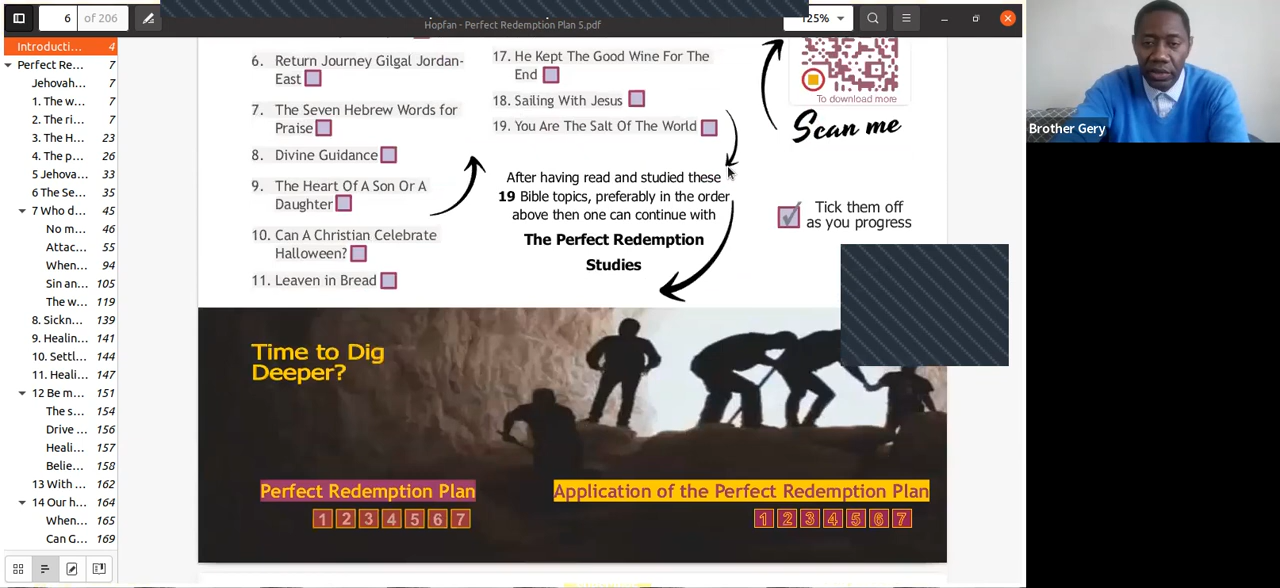 6
of 206
Hopfan - Perfect Redemption Plan 5.pdf
125%
Introducti... 4
Perfect Re... 7
Jehovah... 7
1. The w... 7
2. The ri... 7
3. The H... 23
4. The p... 26
5 Jehova... 33
6 The Se... 35
7 Who d... 45
No m... 46
Attac... 55
When... 94
Sin an... 105
The w... 119
8. Sickn... 139
9. Healin... 141
10. Settl... 144
11. Heali... 147
12 Be m... 151
The s... 154
Drive ... 156
Heali... 157
Belie... 158
13 With ... 162
14 Our h... 164
When... 165
Can G... 169
6. Return Journey Gilgal Jordan-
East
7. The Seven Hebrew Words for
Praise
8. Divine Guidance
9. The Heart Of A Son Or A
Daughter
10. Can A Christian Celebrate
Halloween?
11. Leaven in Bread
17. He Kept The Good Wine For The
End
18. Sailing With Jesus
19. You Are The Salt Of The World
After having read and studied these
19 Bible topics, preferably in the order
above then one can continue with
The Perfect Redemption
Studies
To download more
Scan me
Tick them off
as you progress
Time to Dig
Deeper?
Perfect Redemption Plan
1 2 3 4 5 6 7
Application of the Perfect Redemption Plan
1 2 3 4 5 6 7
Brother Gery